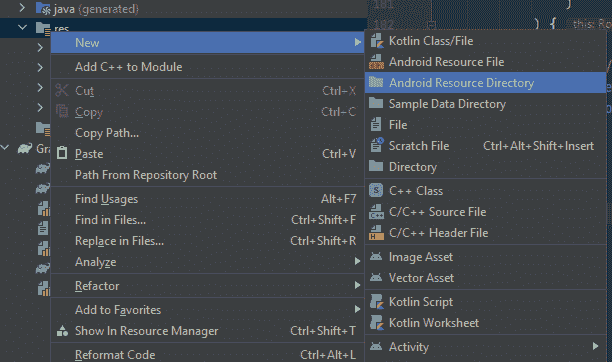 java (generated)
res
New
Add C++ to Module
Cut Ctrl+X
Copy Ctrl+C
Copy Path...
Paste Ctrl+V
Path From Repository Root
Find Usages Alt+F7
Find in Files... Ctrl+Shift+F
Replace in Files... Ctrl+Shift+R
Analyze
Refactor
Add to Favorites
Show In Resource Manager Ctrl+Shift+T
Reformat Code Ctrl+Alt+L
Gra
Kotlin Class/File
Android Resource File
Android Resource Directory
Sample Data Directory
File
Scratch File Ctrl+Alt+Shift+Insert
Directory
C++ Class
C/C++ Source File
C/C++ Header File
Image Asset
Vector Asset
Kotlin Script
Kotlin Worksheet
Activity
)
182 ) { this: Ro